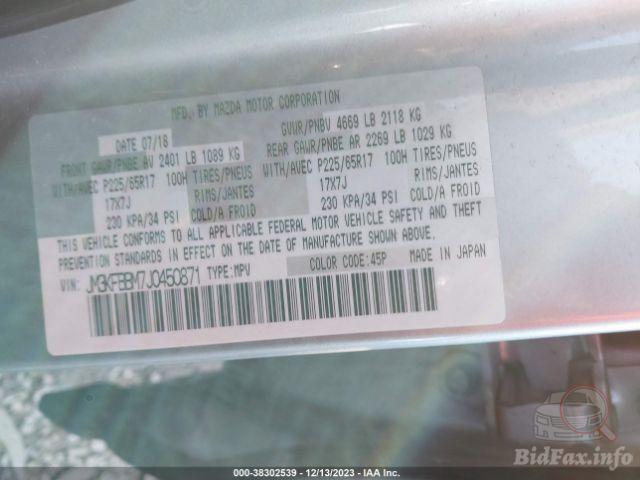 MFD. BY MAZDA MOTOR CORPORATION
DATE 07/18 GVWR/PNBV 4669 LB 2118 KG
FRONT GAWR/PNBE AV 2401 LB 1089 KG REAR GAWR/PNBE AR 2269 LB 1029 KG
WITH/AVEC P225/65R17 100H TIRES/PNEUS WITH/AVEC P225/65R17 100H TIRES/PNEUS
17X7J RIMS/JANTES 17X7J RIMS/JANTES
230 KPA/34 PSI COLD/A FROID 230 KPA/34 PSI COLD/A FROID
THIS VEHICLE CONFORMS TO ALL APPLICABLE FEDERAL MOTOR VEHICLE SAFETY AND THEFT
PREVENTION STANDARDS IN EFFECT ON THE DATE OF MANUFACTURE SHOWN ABOVE.
VIN: JM3KFBBM7J0450871 TYPE:MPV COLOR CODE:45P MADE IN JAPAN
BidFax.info
000-38302539 - 12/13/2023 - IAA Inc.